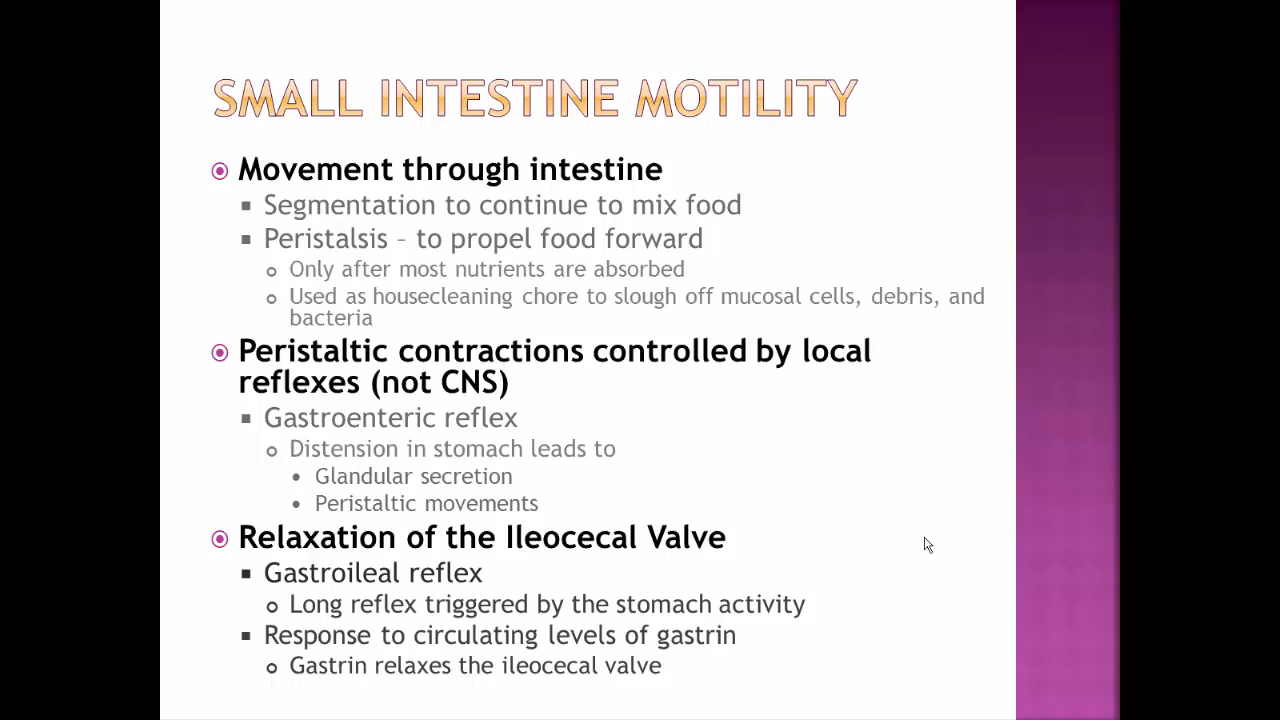 SMALL INTESTINE MOTILITY
Movement through intestine
Segmentation to continue to mix food
Peristalsis – to propel food forward
Only after most nutrients are absorbed
Used as housecleaning chore to slough off mucosal cells, debris, and
bacteria
Peristaltic contractions controlled by local
reflexes (not CNS)
Gastroenteric reflex
Distension in stomach leads to
Glandular secretion
Peristaltic movements
Relaxation of the Ileocecal Valve
Gastroileal reflex
Long reflex triggered by the stomach activity
Response to circulating levels of gastrin
Gastrin relaxes the ileocecal valve